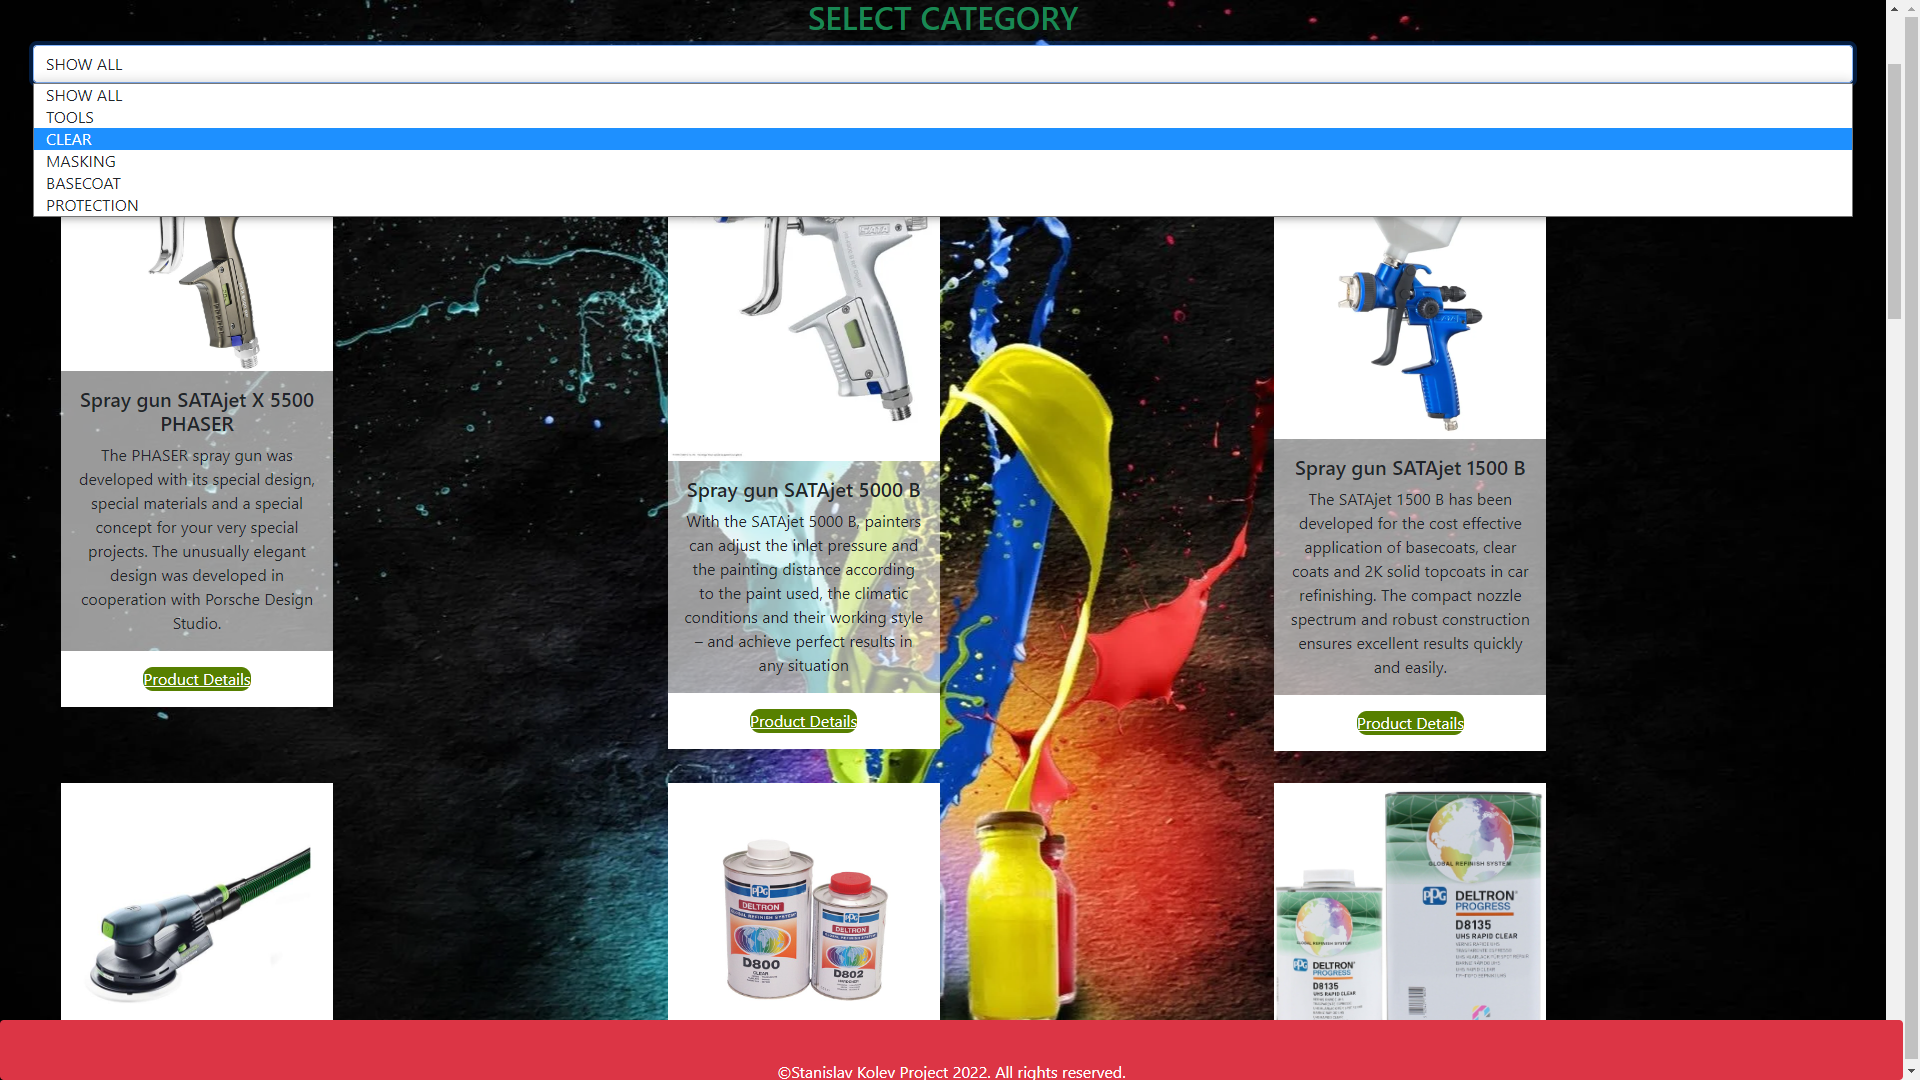 SELECT CATEGORY
SHOW ALL
SHOW ALL
TOOLS
CLEAR
MASKING
BASECOAT
PROTECTION
SATA
Spray gun SATAjet X 5500
PHASER
The PHASER spray gun was
developed with its special design,
special materials and a special
concept for your very special
projects. The unusually elegant
design was developed in
cooperation with Porsche Design
Studio.
Product Details
Spray gun SATAjet 5000 B
With the SATAjet 5000 B, painters
can adjust the inlet pressure and
the painting distance according
to the paint used, the climatic
conditions and their working style
– and achieve perfect results in
any situation
Product Details
Spray gun SATAjet 1500 B
The SATAjet 1500 B has been
developed for the cost effective
application of basecoats, clear
coats and 2K solid topcoats in car
refinishing. The compact nozzle
spectrum and robust construction
ensures excellent results quickly
and easily.
Product Details
PPG
DELTRON
GLOBAL REFINISH SYSTEM
D800
CLEAR
PPG
DELTRON
D802
GLOBAL REFINISH SYSTEM
PPG DELTRON
PROGRESS
D8135
UHS RAPID CLEAR
GLOBAL REFINISH SYSTEM
PPG DELTRON
PROGRESS
D8135
UHS RAPID CLEAR
©Stanislav Kolev Project 2022. All rights reserved.